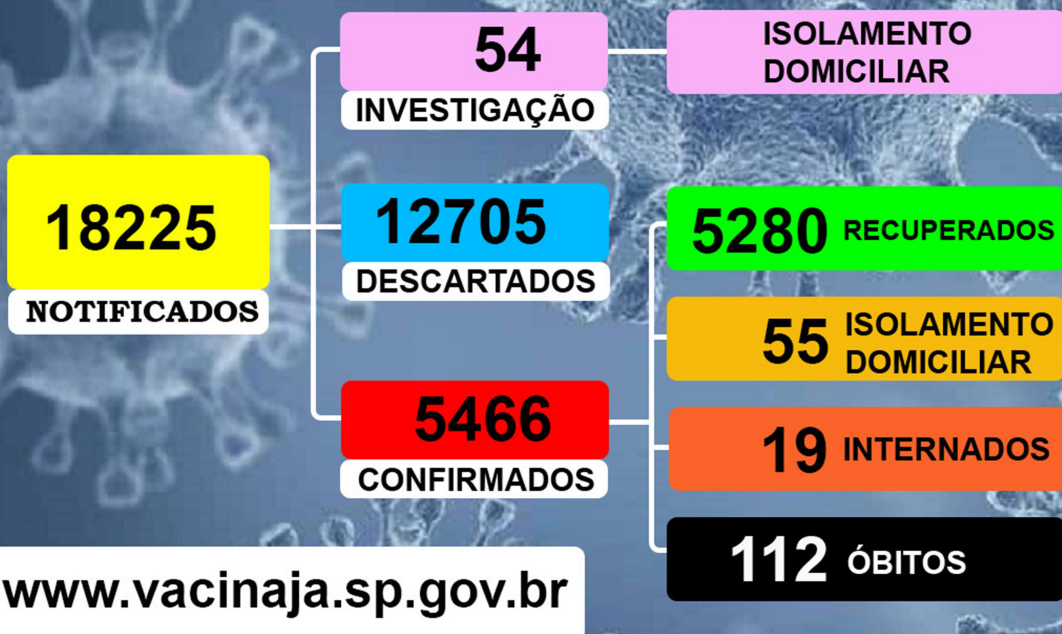 54
INVESTIGAÇÃO
ISOLAMENTO
DOMICILIAR
18225
NOTIFICADOS
12705
DESCARTADOS
5466
CONFIRMADOS
5280 RECUPERADOS
55 ISOLAMENTO
DOMICILIAR
19 INTERNADOS
112 ÓBITOS
www.vacinaja.sp.gov.br